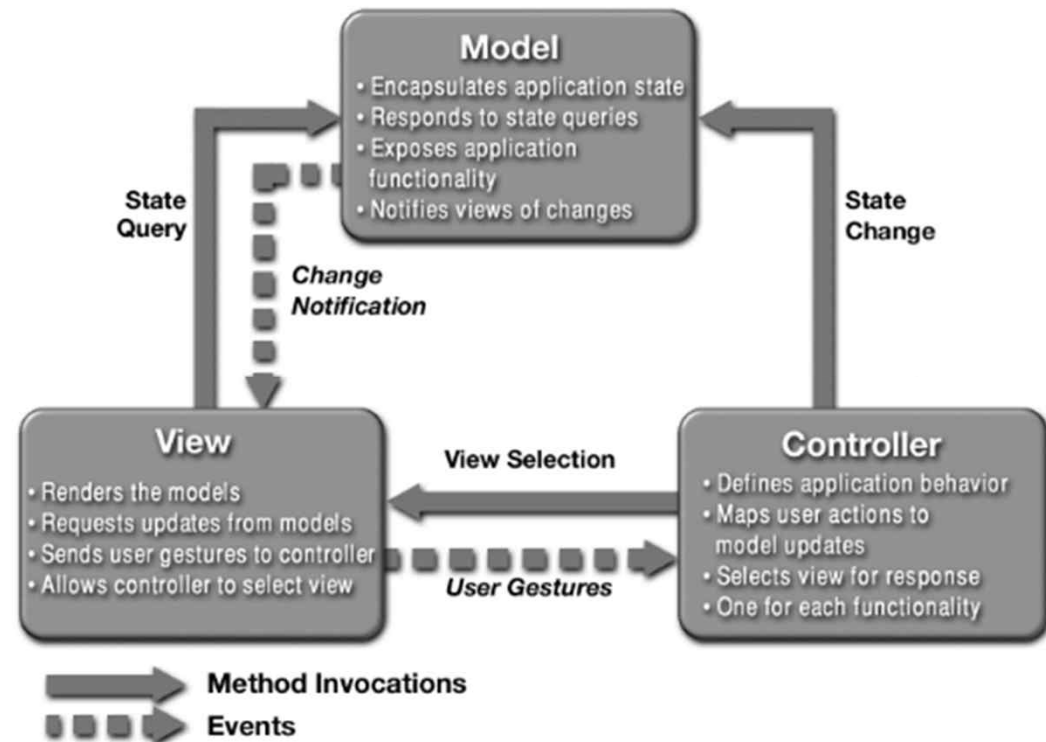 Model
• Encapsulates application state
• Responds to state queries
• Exposes application
functionality
• Notifies views of changes
State
Query
State
Change
Change
Notification
View
• Renders the models
• Requests updates from models
• Sends user gestures to controller
• Allows controller to select view
View Selection
User Gestures
Controller
• Defines application behavior
• Maps user actions to
model updates
• Selects view for response
• One for each functionality
Method Invocations
Events